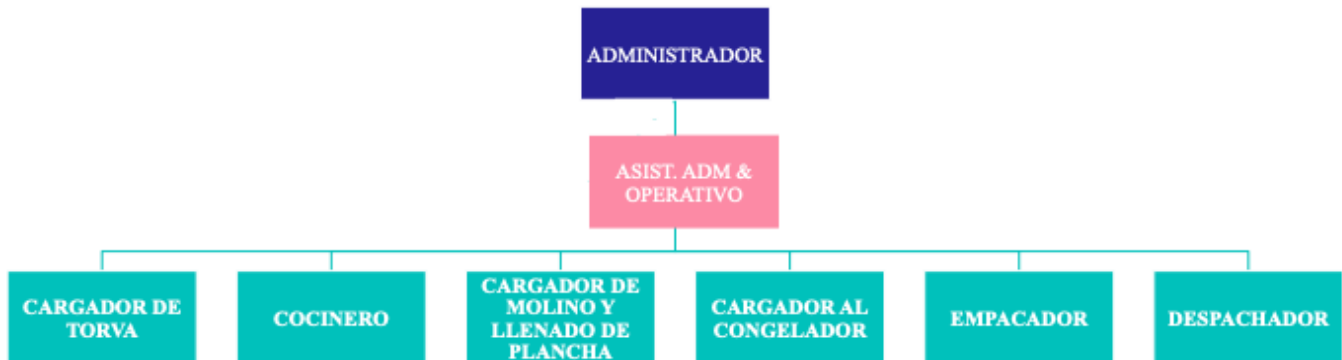 ADMINISTRADOR
ASIST. ADM &
OPERATIVO
CARGADOR DE
TORVA
COCINERO
CARGADOR DE
MOLINO Y
LLENADO DE
PLANCHA
CARGADOR AL
CONGELADOR
EMPACADOR
DESPACHADOR